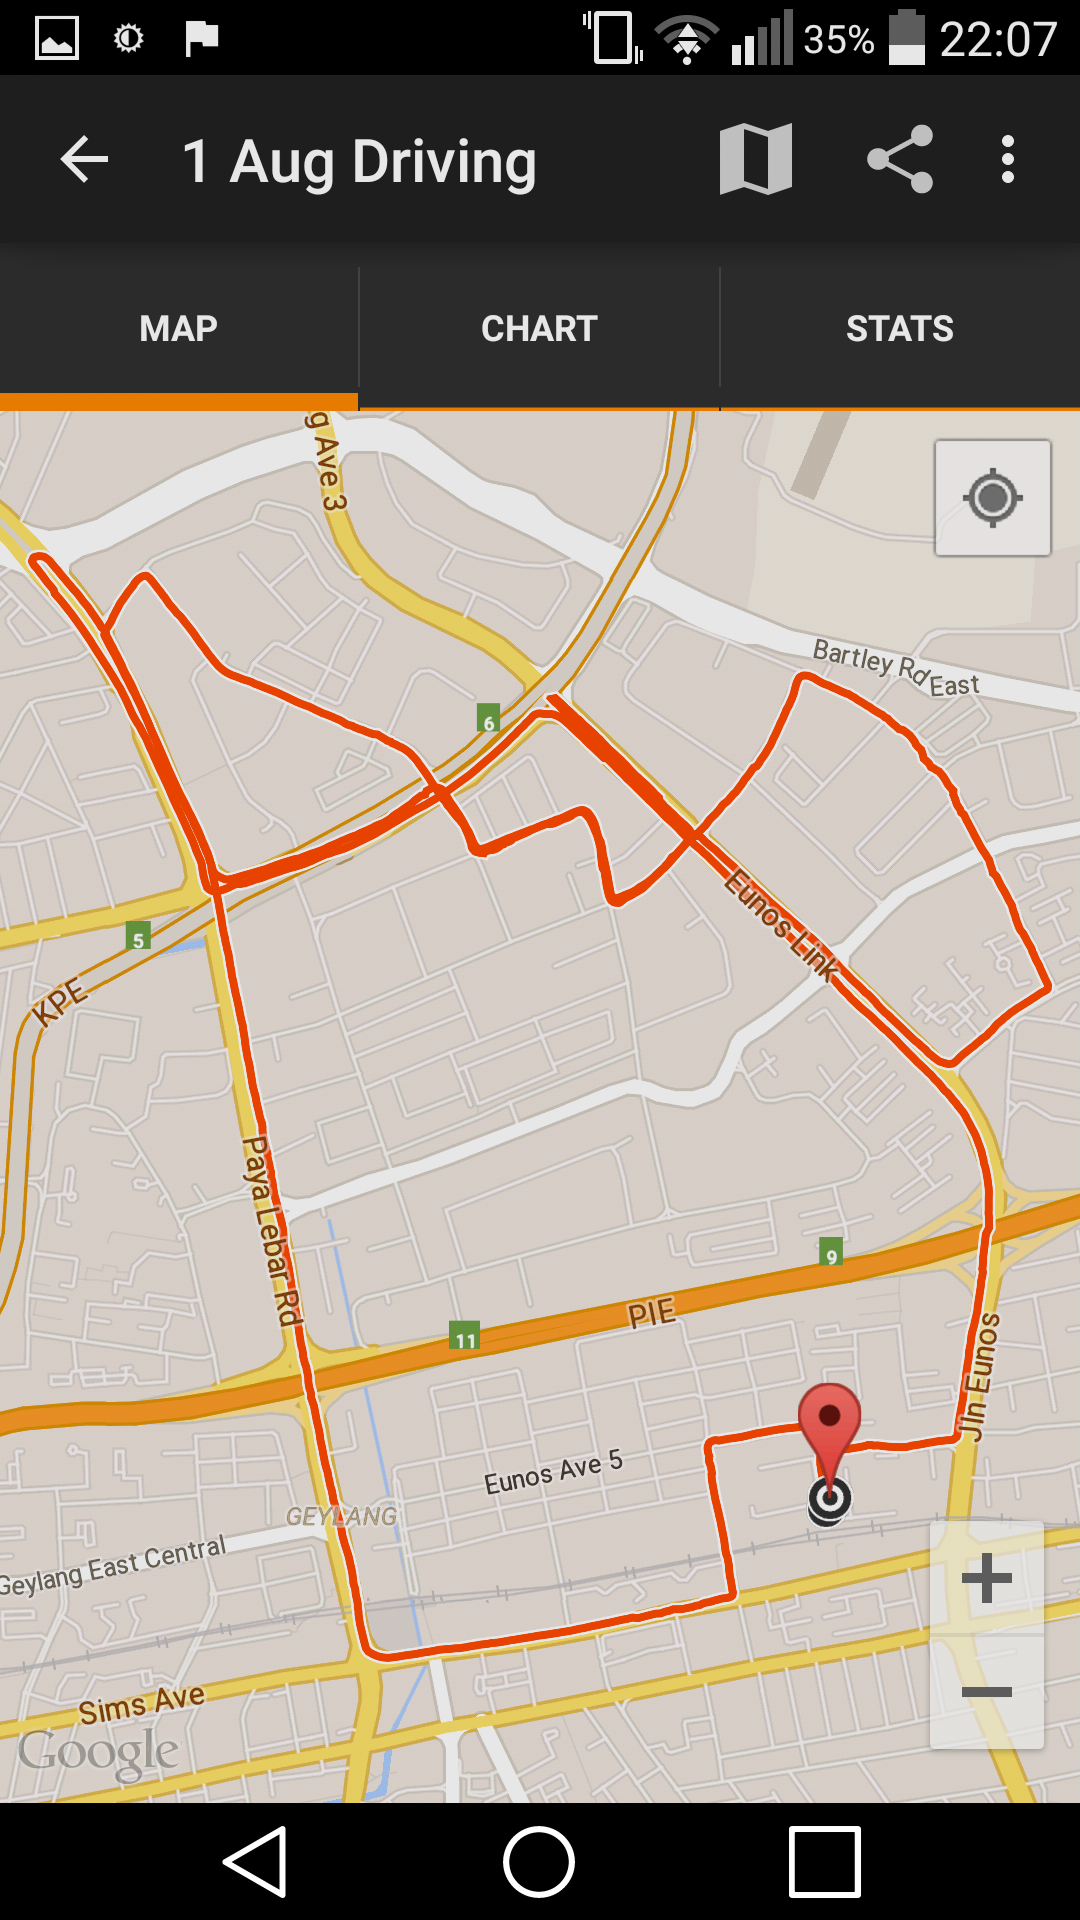 35% 22:07
1 Aug Driving
MAP CHART STATS
g Ave 3
Bartley Rd East
6
Eunos Link
5
KPE
Paya Lebar Rd
9
PIE
11
Jln Eunos
Eunos Ave 5
GEYLANG
Geylang East Central
Sims Ave
Google